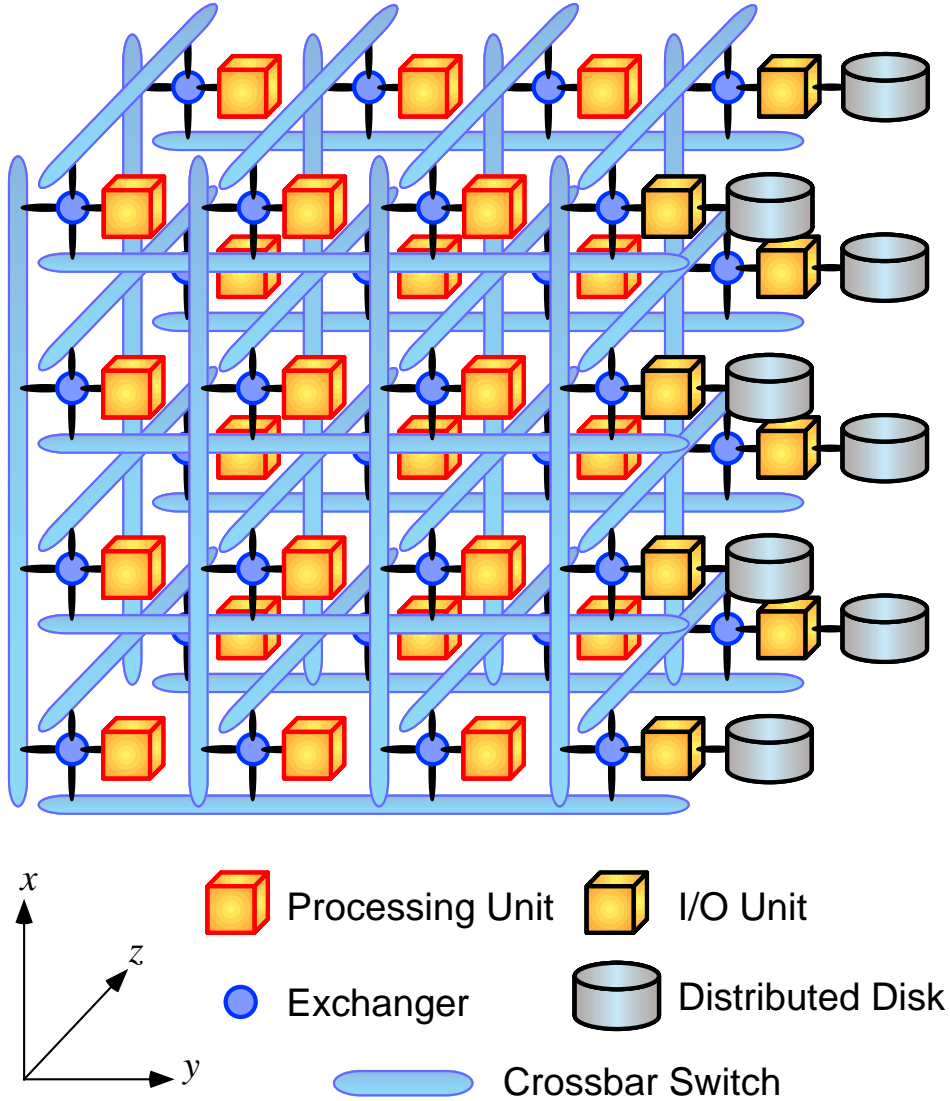 x
z
y
Processing Unit
I/O Unit
Exchanger
Distributed Disk
Crossbar Switch